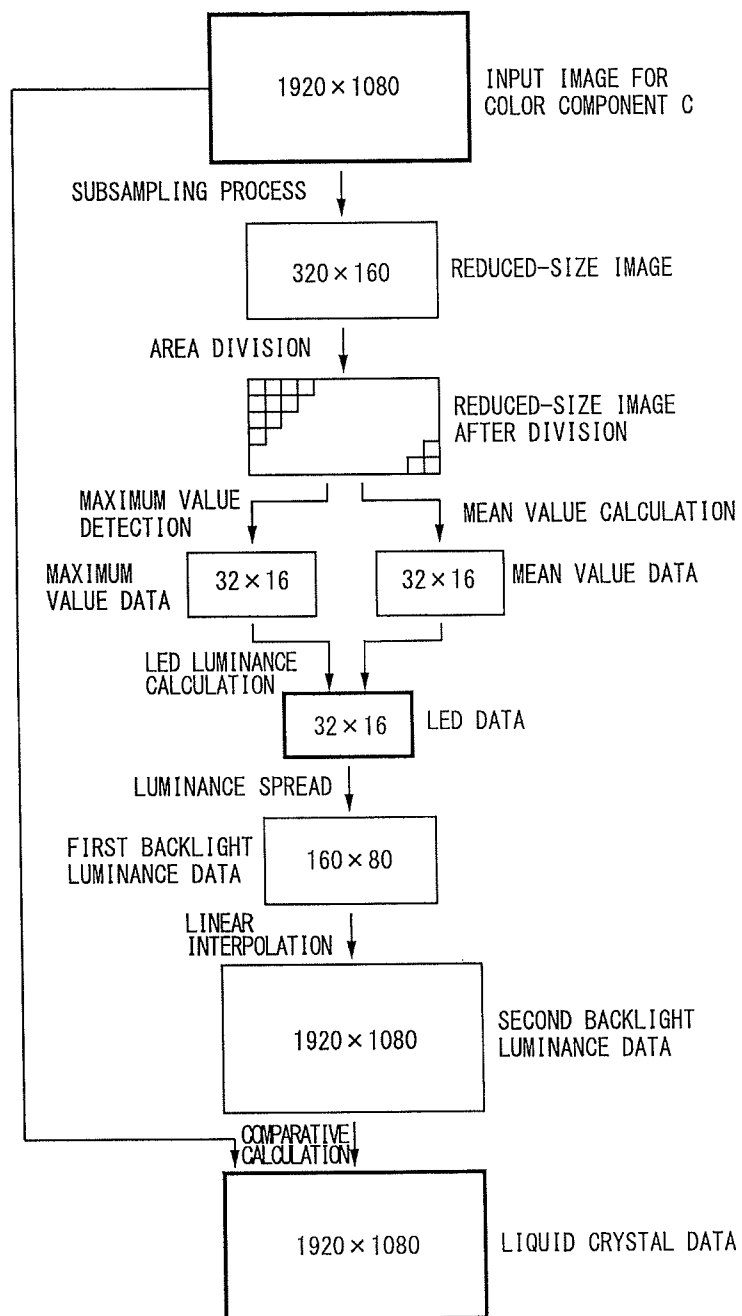 1920×1080
INPUT IMAGE FOR
COLOR COMPONENT C
SUBSAMPLING PROCESS
320×160
REDUCED-SIZE IMAGE
AREA DIVISION
REDUCED-SIZE IMAGE
AFTER DIVISION
MAXIMUM VALUE
DETECTION
MEAN VALUE CALCULATION
MAXIMUM
VALUE DATA
32×16
32×16
MEAN VALUE DATA
LED LUMINANCE
CALCULATION
32×16
LED DATA
LUMINANCE SPREAD
FIRST BACKLIGHT
LUMINANCE DATA
160×80
LINEAR
INTERPOLATION
1920×1080
SECOND BACKLIGHT
LUMINANCE DATA
COMPARATIVE
CALCULATION
1920×1080
LIQUID CRYSTAL DATA